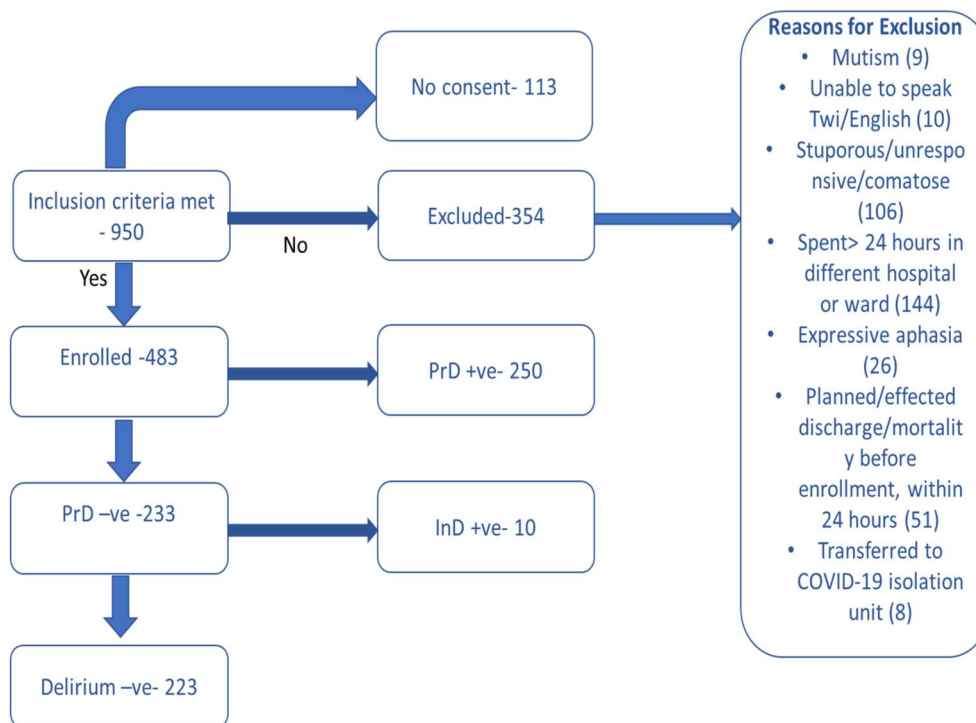 No consent- 113
Inclusion criteria met
- 950
Yes
No
Excluded-354
Enrolled -483
PrD +ve- 250
PrD –ve -233
InD +ve- 10
Delirium –ve- 223
Reasons for Exclusion
• Mutism (9)
• Unable to speak
Twi/English (10)
• Stuporous/unrespo
nsive/comatose
(106)
• Spent> 24 hours in
different hospital
or ward (144)
• Expressive aphasia
(26)
• Planned/effected
discharge/mortalit
y before
enrollment, within
24 hours (51)
• Transferred to
COVID-19 isolation
unit (8)